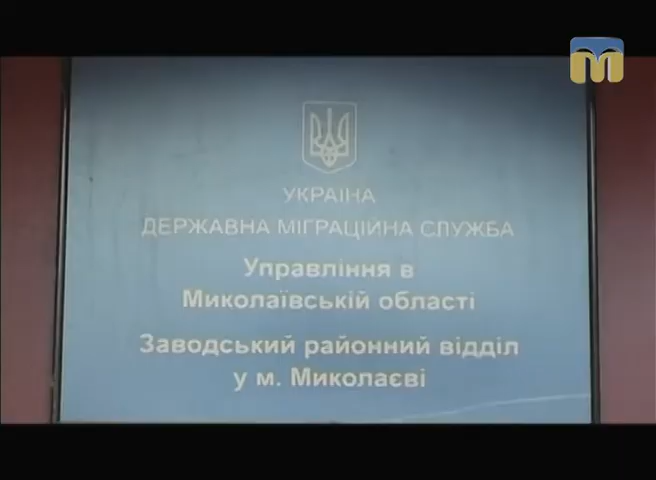 УКРАЇНА
ДЕРЖАВНА МІГРАЦІЙНА СЛУЖБА
Управління в
Миколаївській області
Заводський районний відділ
у м. Миколаєві